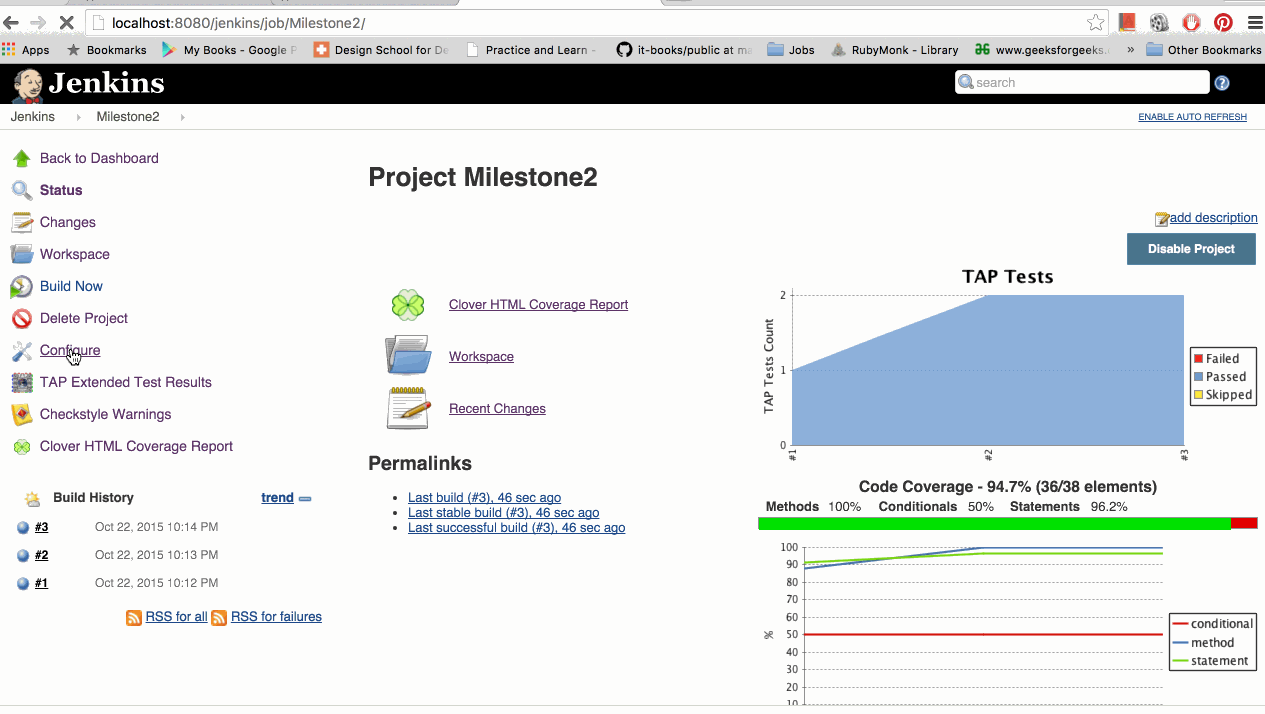 localhost:8080/jenkins/job/Milestone2/
Apps Bookmarks My Books - Google P Design School for De Practice and Learn - it-books/public at ma Jobs RubyMonk - Library www.geeksforgeeks. » Other Bookmarks
Jenkins search ?
Jenkins Milestone2 ENABLE AUTO REFRESH
Back to Dashboard
Status
Changes
Workspace
Build Now
Delete Project
Configure
TAP Extended Test Results
Checkstyle Warnings
Clover HTML Coverage Report
Build History trend
#3 Oct 22, 2015 10:14 PM
#2 Oct 22, 2015 10:13 PM
#1 Oct 22, 2015 10:12 PM
RSS for all RSS for failures
Project Milestone2
add description
Disable Project
Clover HTML Coverage Report
Workspace
Recent Changes
Permalinks
Last build (#3), 46 sec ago
Last stable build (#3), 46 sec ago
Last successful build (#3), 46 sec ago
TAP Tests
TAP Tests Count
2
1
0
#1 #2 #3
Failed
Passed
Skipped
Code Coverage - 94.7% (36/38 elements)
Methods 100% Conditionals 50% Statements 96.2%
%
100
90
80
70
60
50
40
30
20
10
conditional
method
statement